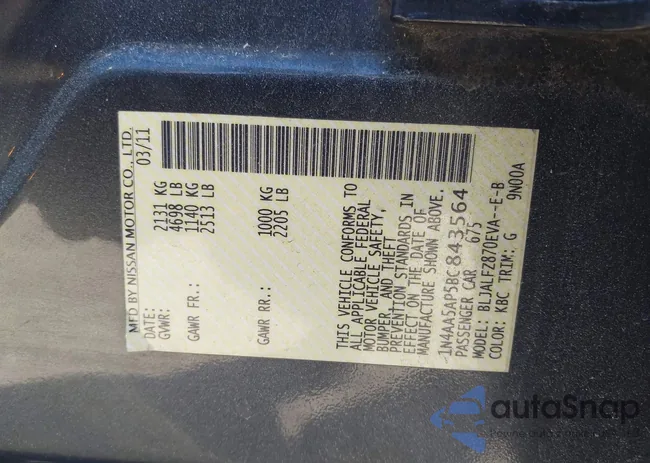 MFD BY NISSAN MOTOR CO., LTD.
DATE: 03/11
GVWR: 2131 KG
4698 LB
GAWR FR.: 1140 KG
2513 LB
GAWR RR.: 1000 KG
2205 LB
THIS VEHICLE CONFORMS TO
ALL APPLICABLE FEDERAL
MOTOR VEHICLE SAFETY,
BUMPER, AND THEFT
PREVENTION STANDARDS IN
EFFECT ON THE DATE OF
MANUFACTURE SHOWN ABOVE.
1N4AA5AP5BC843564
PASSENGER CAR 675
MODEL: BLJALFZ870EVA--E-B
COLOR: KBC TRIM: G 9N00A
autoSnap